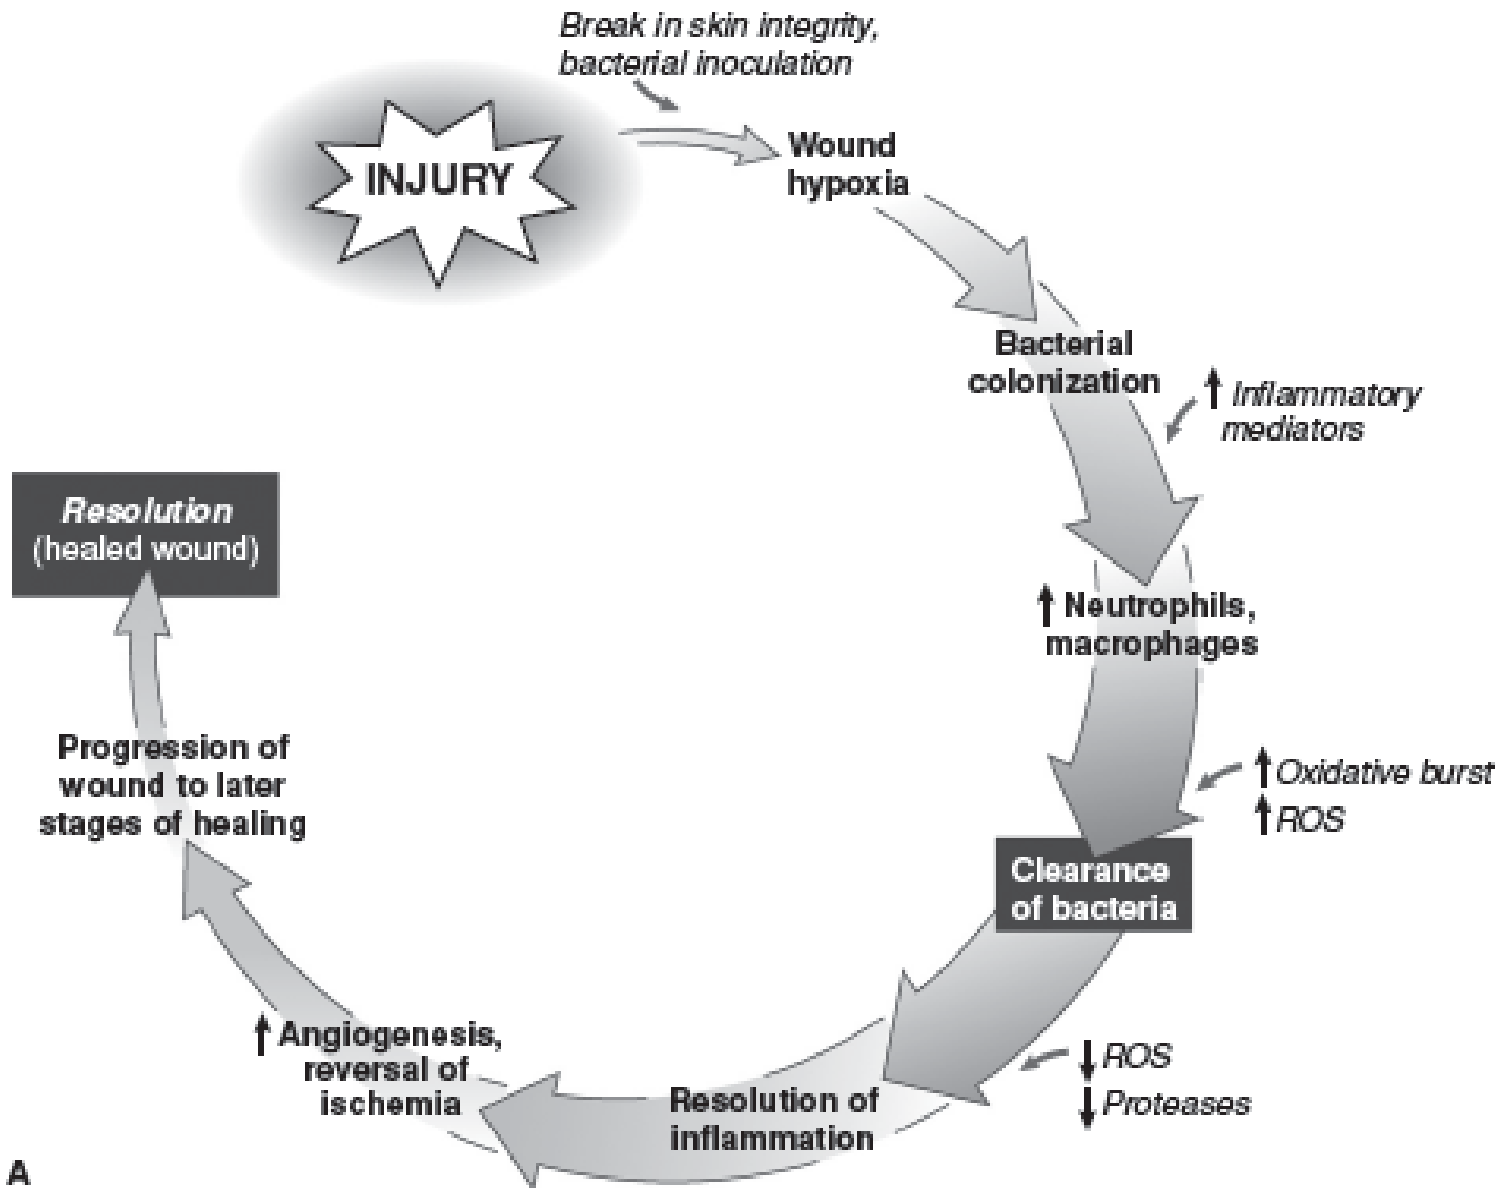 Break in skin integrity,
bacterial inoculation
INJURY
Wound
hypoxia
Bacterial
colonization
↑ Inflammatory
mediators
↑ Neutrophils,
macrophages
↑ Oxidative burst
↑ ROS
Clearance
of bacteria
↓ ROS
↓ Proteases
Resolution of
inflammation
↑ Angiogenesis,
reversal of
ischemia
Progression of
wound to later
stages of healing
Resolution
(healed wound)
A